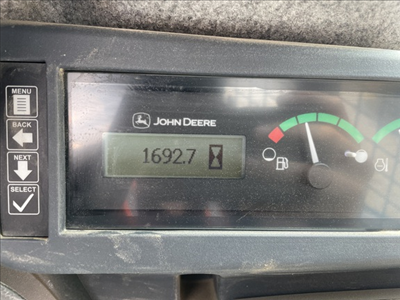 MENU
BACK
NEXT
SELECT
JOHN DEERE
1692.7